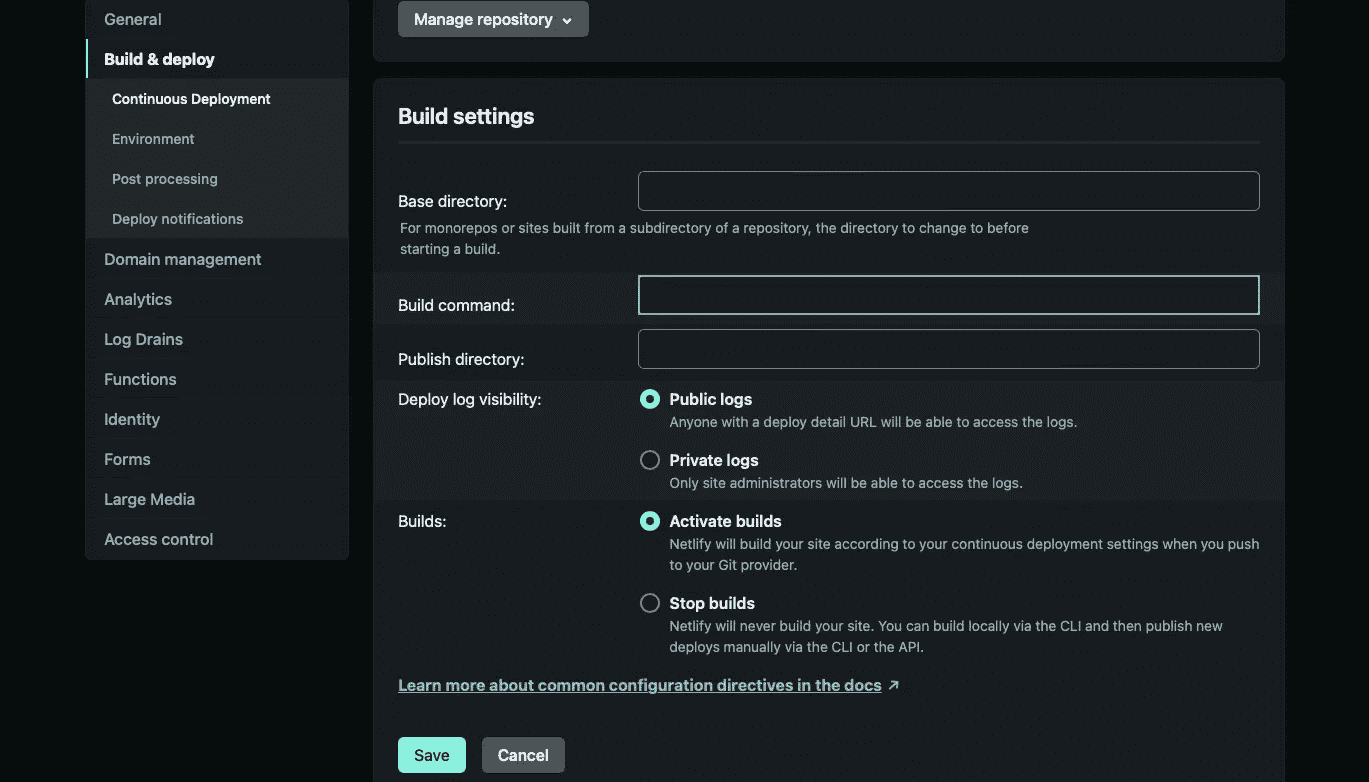 General
Build & deploy
Continuous Deployment
Environment
Post processing
Deploy notifications
Domain management
Analytics
Log Drains
Functions
Identity
Forms
Large Media
Access control
Manage repository
Build settings
Base directory:
For monorepos or sites built from a subdirectory of a repository, the directory to change to before
starting a build.
Build command:
Publish directory:
Deploy log visibility:
Public logs
Anyone with a deploy detail URL will be able to access the logs.
Private logs
Only site administrators will be able to access the logs.
Builds:
Activate builds
Netlify will build your site according to your continuous deployment settings when you push
to your Git provider.
Stop builds
Netlify will never build your site. You can build locally via the CLI and then publish new
deploys manually via the CLI or the API.
Learn more about common configuration directives in the docs ↗
Save
Cancel